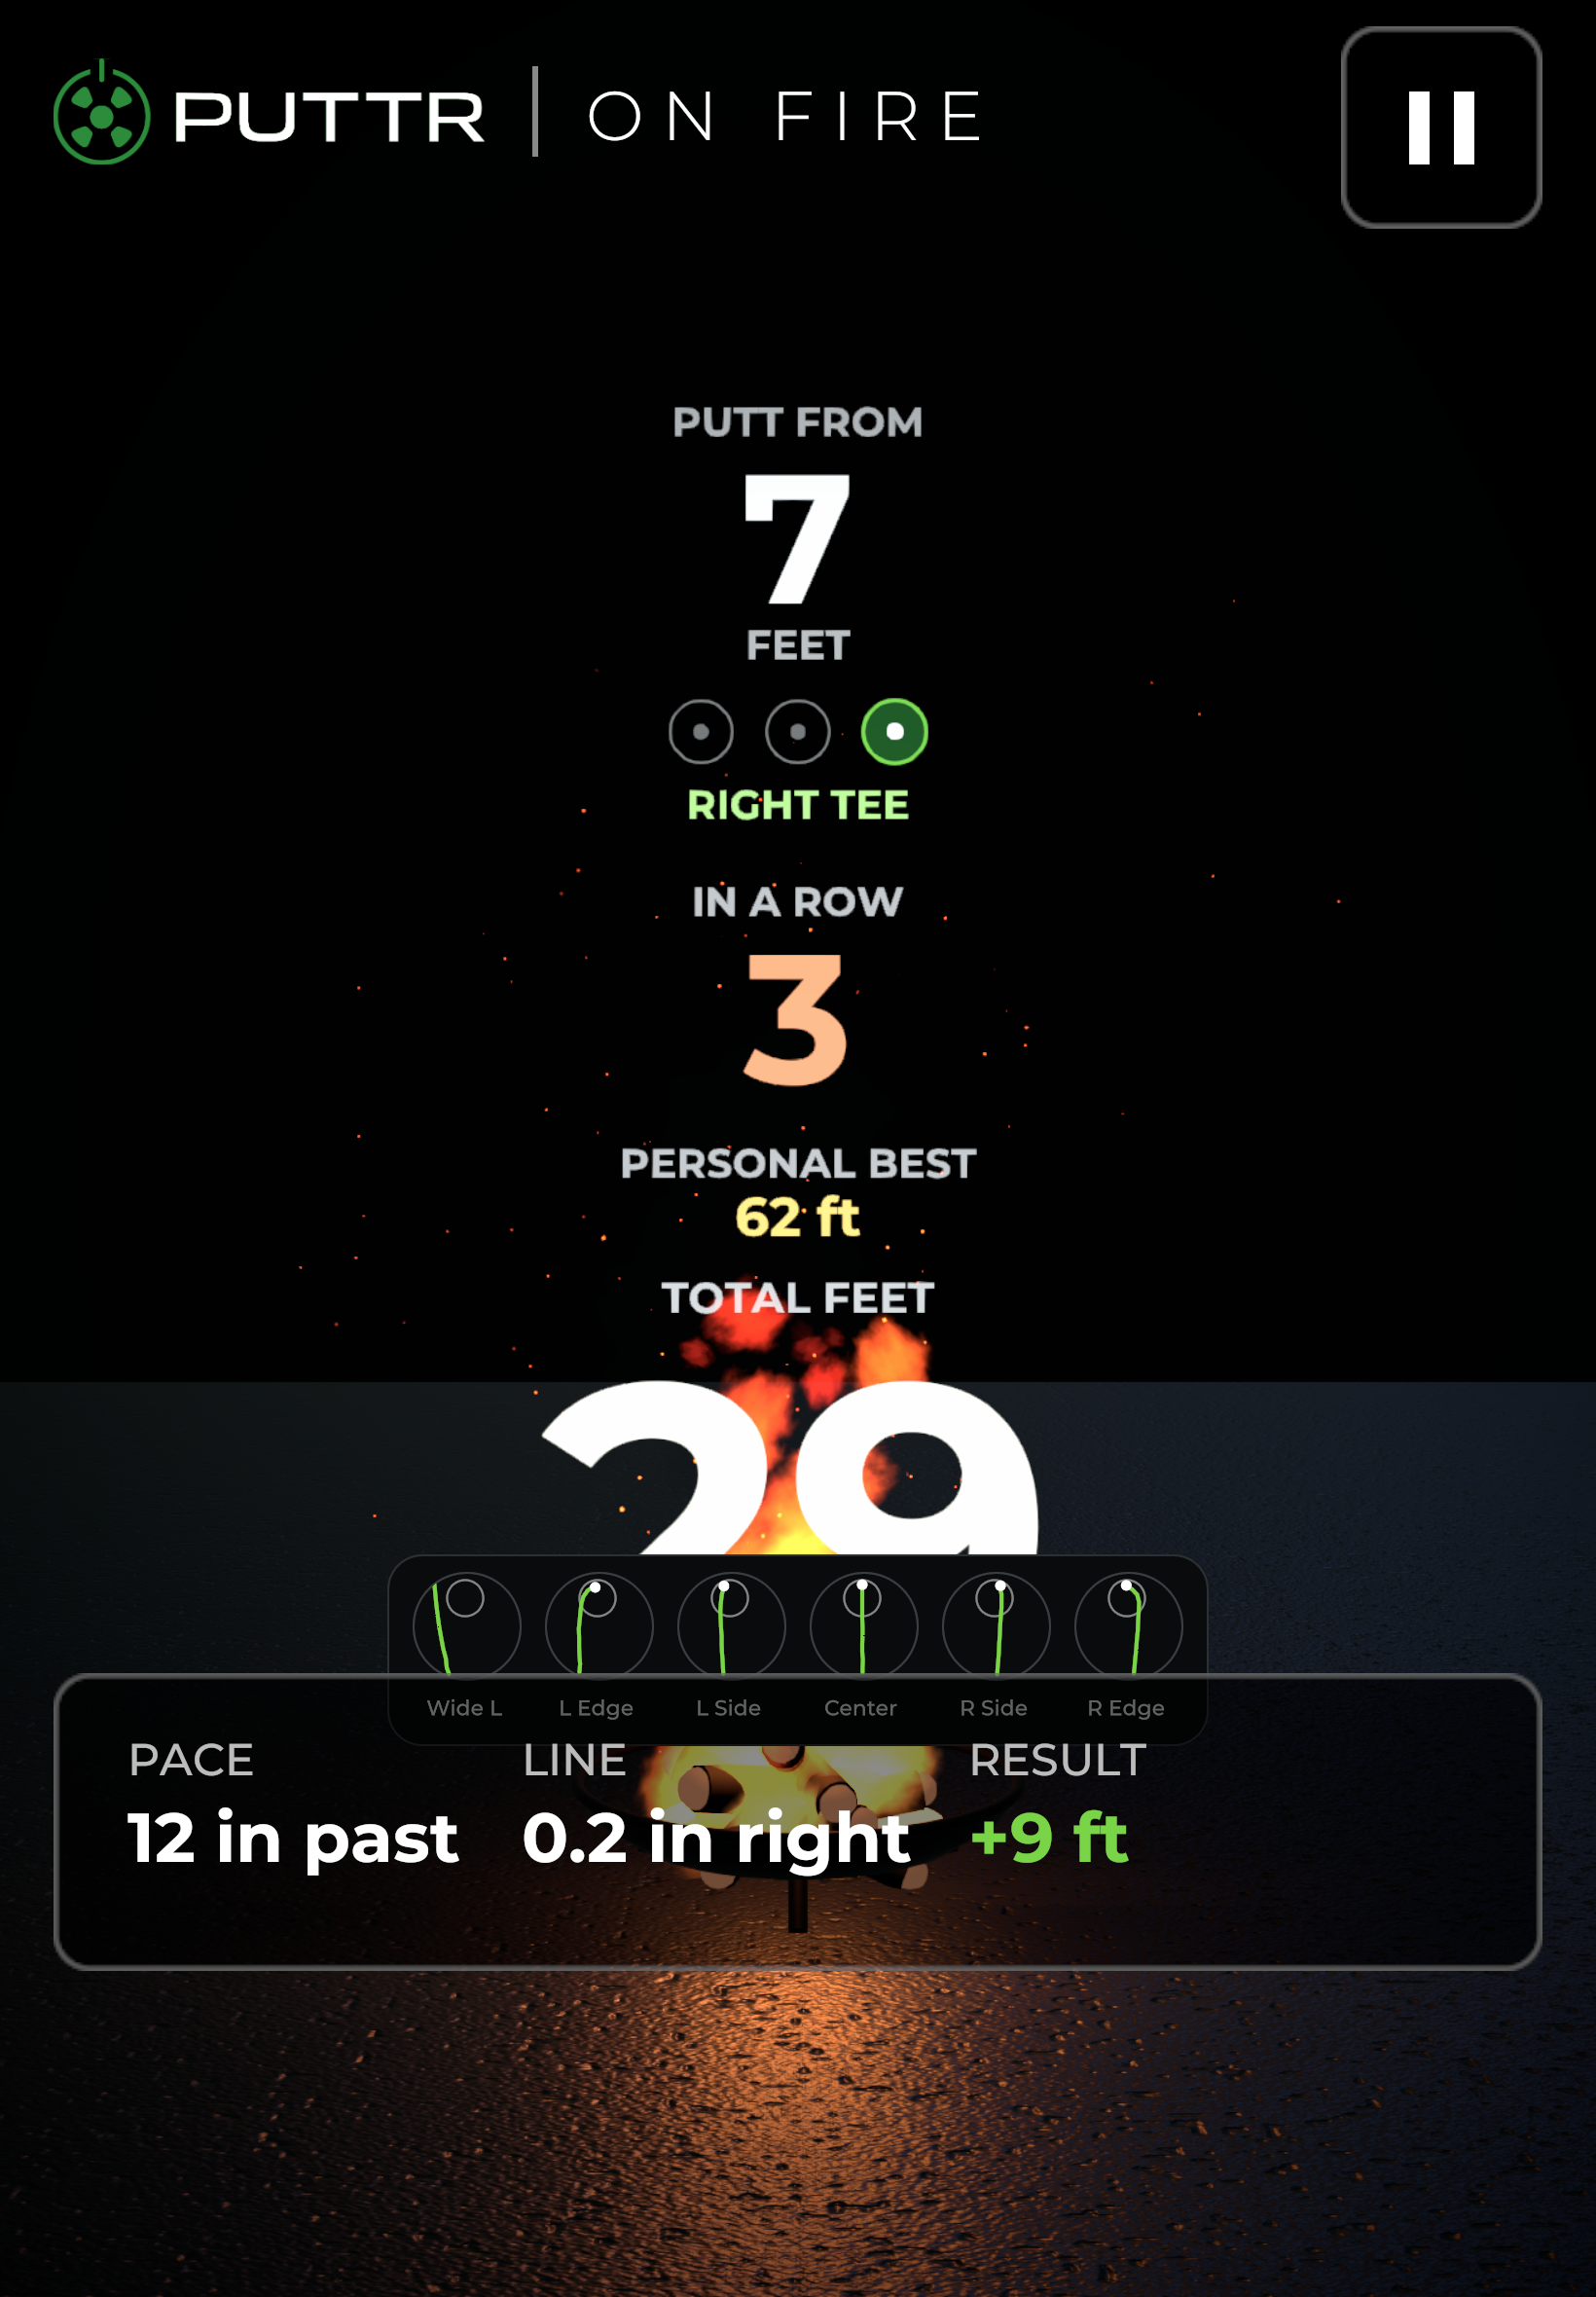 PUTTR | ON FIRE
PUTT FROM
7
FEET
RIGHT TEE
IN A ROW
3
PERSONAL BEST
62 ft
TOTAL FEET
29
Wide L L Edge L Side Center R Side R Edge
PACE LINE RESULT
12 in past 0.2 in right +9 ft